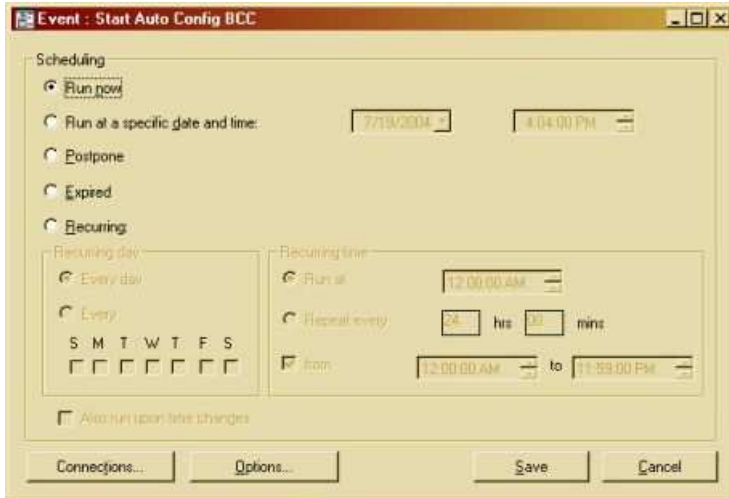 Event : Start Auto Config BCC
Scheduling
Run now
Run at a specific date and time: 7/19/2004 4:04:00 PM
Postpone
Expired
Recurring:
Recurring day
Recurring time
Every day
Run at 12:00:00 AM
Every
Repeat every 24 hrs 00 mins
S M T W T F S
from 12:00:00 AM to 11:59:00 PM
Also run upon time changes
Connections... Options... Save Cancel